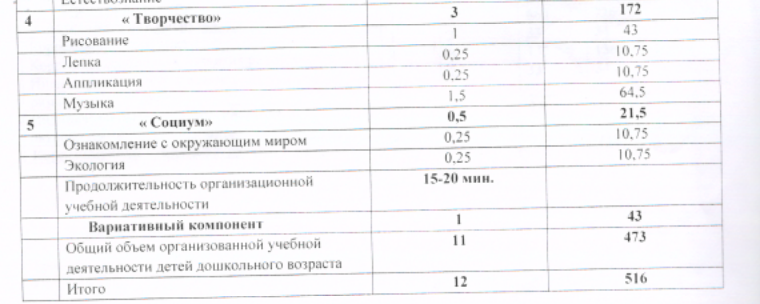 Естествознание
4 « Творчество» 3 172
Рисование 1 43
Лепка 0,25 10,75
Аппликация 0,25 10,75
Музыка 1,5 64,5
5 « Социум» 0,5 21,5
Ознакомление с окружающим миром 0,25 10,75
Экология 0,25 10,75
Продолжительность организационной 15-20 мин.
учебной деятельности
Вариативный компонент 1 43
Общий объем организованной учебной 11 473
деятельности детей дошкольного возраста
Итого 12 516